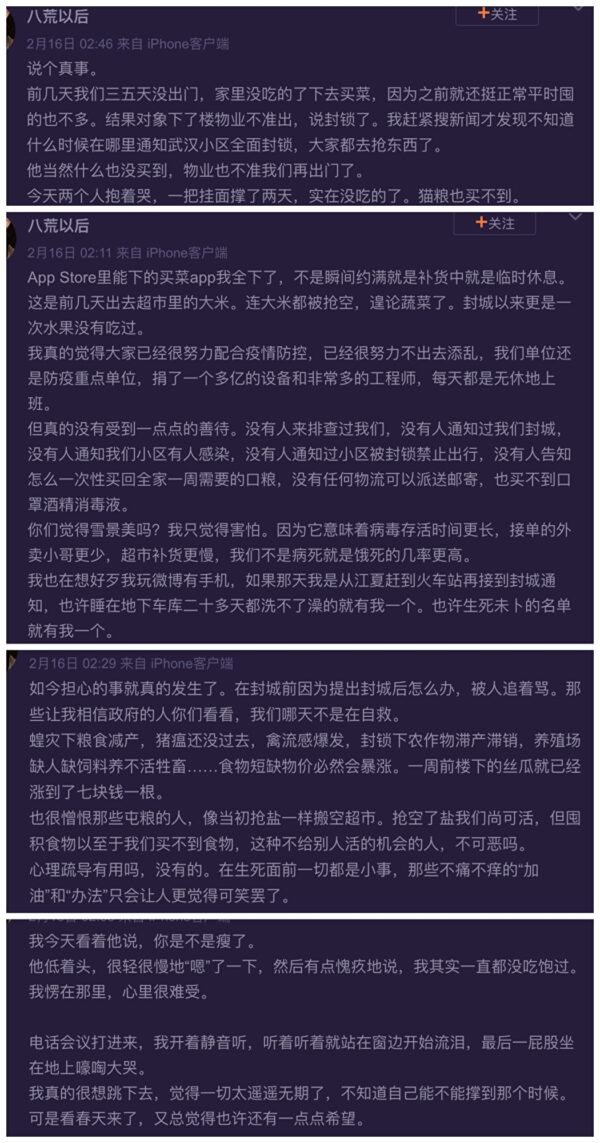 八荒以后
+关注
2月16日 02:46 来自 iPhone客户端
说个真事。
前几天我们三五天没出门，家里没吃的了下去买菜，因为之前就还挺正常平时囤
的也不多。结果对象下了楼物业不准出，说封锁了。我赶紧搜新闻才发现不知道
什么时候在哪里通知武汉小区全面封锁，大家都去抢东西了。
他当然什么也没买到，物业也不准我们再出门了。
今天两个人抱着哭，一把挂面撑了两天，实在没吃的了。猫粮也买不到。
八荒以后
+关注
2月16日 02:11 来自 iPhone客户端
App Store里能下的买菜app我全下了，不是瞬间约满就是补货中就是临时休息。
这是前几天出去超市里的大米。连大米都被抢空，遑论蔬菜了。封城以来更是一
次水果没有吃过。
我真的觉得大家已经很努力配合疫情防控，已经很努力不出去添乱，我们单位还
是防疫重点单位，捐了一个多亿的设备和非常多的工程师，每天都是无休地上
班。
但真的没有受到一点点的善待。没有人来排查过我们，没有人通知过我们封城，
没有人通知我们小区有人感染，没有人通知过小区被封锁禁止出行，没有人告知
怎么一次性买回全家一周需要的口粮，没有任何物流可以派送邮寄，也买不到口
罩酒精消毒液。
你们觉得雪景美吗？我只觉得害怕。因为它意味着病毒存活时间更长，接单的外
卖小哥更少，超市补货更慢，我们不是病死就是饿死的几率更高。
我也在想好歹我玩微博有手机，如果那天我是从江夏赶到火车站再接到封城通
知，也许睡在地下车库二十多天都洗不了澡的就有我一个。也许生死未卜的名单
就有我一个。
2月16日 02:29 来自 iPhone客户端
如今担心的事就真的发生了。在封城前因为提出封城后怎么办，被人追着骂。那
些让我相信政府的人你们看看，我们哪天不是在自救。
蝗灾下粮食减产，猪瘟还没过去，禽流感爆发，封锁下农作物滞产滞销，养殖场
缺人缺饲料养不活牲畜……食物短缺物价必然会暴涨。一周前楼下的丝瓜就已经
涨到了七块钱一根。
也很憎恨那些屯粮的人，像当初抢盐一样搬空超市。抢空了盐我们尚可活，但囤
积食物以至于我们买不到食物，这种不给别人活的机会的人，不可恶吗。
心理疏导有用吗，没有的。在生死面前一切都是小事，那些不痛不痒的“加
油”和“办法”只会让人更觉得可笑罢了。
我今天看着他说，你是不是瘦了。
他低着头，很轻很慢地“嗯”了一下，然后有点愧疚地说，我其实一直都没吃饱过。
我愣在那里，心里很难受。
电话会议打进来，我开着静音听，听着听着就站在窗边开始流泪，最后一屁股坐
在地上嚎啕大哭。
我真的很想跳下去，觉得一切太遥遥无期了，不知道自己能不能撑到那个时候。
可是看春天来了，又总觉得也许还有一点点希望。